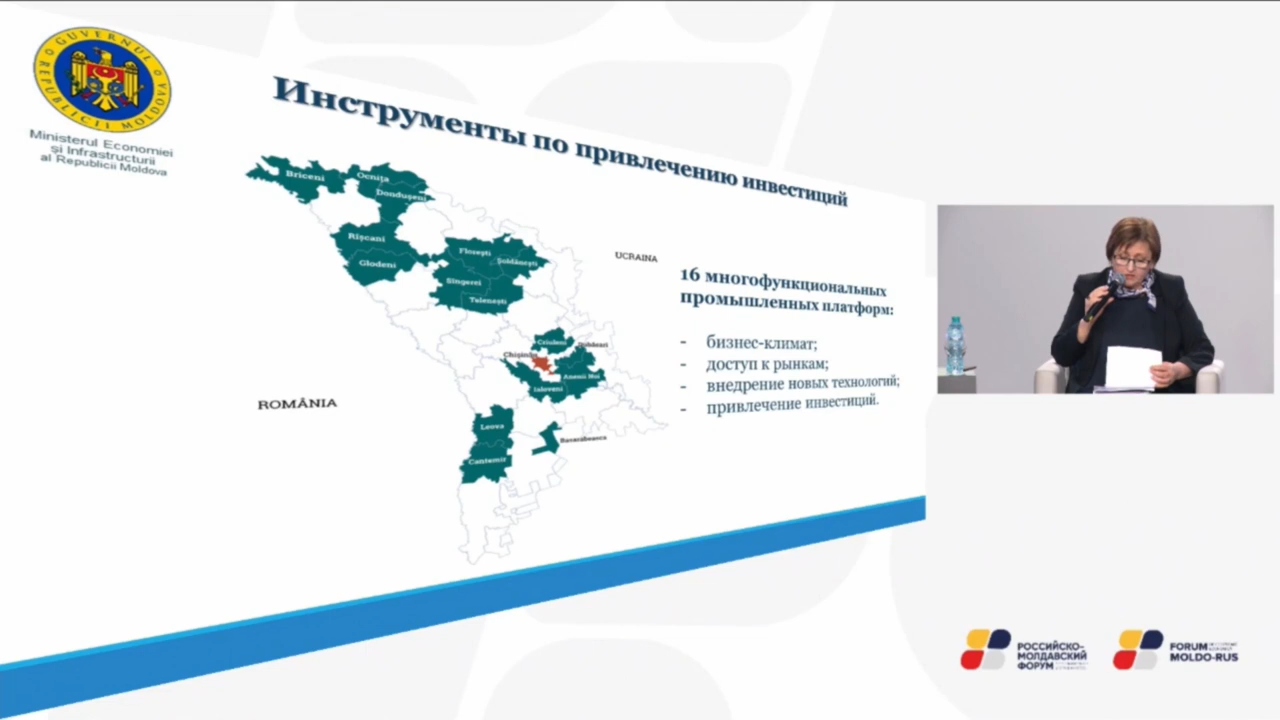 GUVERNUL
REPUBLICII MOLDOVA
Ministerul Economiei
și Infrastructurii
al Republicii Moldova
Инструменты по привлечению инвестиций
Briceni
Ocnița
Dondușeni
Rîșcani
Glodeni
Florești
Șoldănești
Sîngerei
Telenești
UCRAINA
Criuleni
Dubăsari
Chișinău
Anenii Noi
Ialoveni
ROMÂNIA
Leova
Basarabeasca
Cantemir
16 многофункциональных
промышленных платформ:
- бизнес-климат;
- доступ к рынкам;
- внедрение новых технологий;
- привлечение инвестиций.
РОССИЙСКО-
МОЛДАВСКИЙ
ФОРУМ
FORUM
MOLDO-RUS